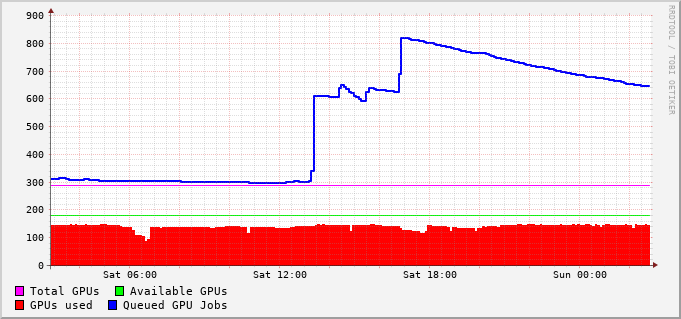 900
800
700
600
500
400
300
200
100
0
Sat 06:00 Sat 12:00 Sat 18:00 Sun 00:00
Total GPUs Available GPUs
GPUs used Queued GPU Jobs
RRDTOOL / TOBI OETIKER